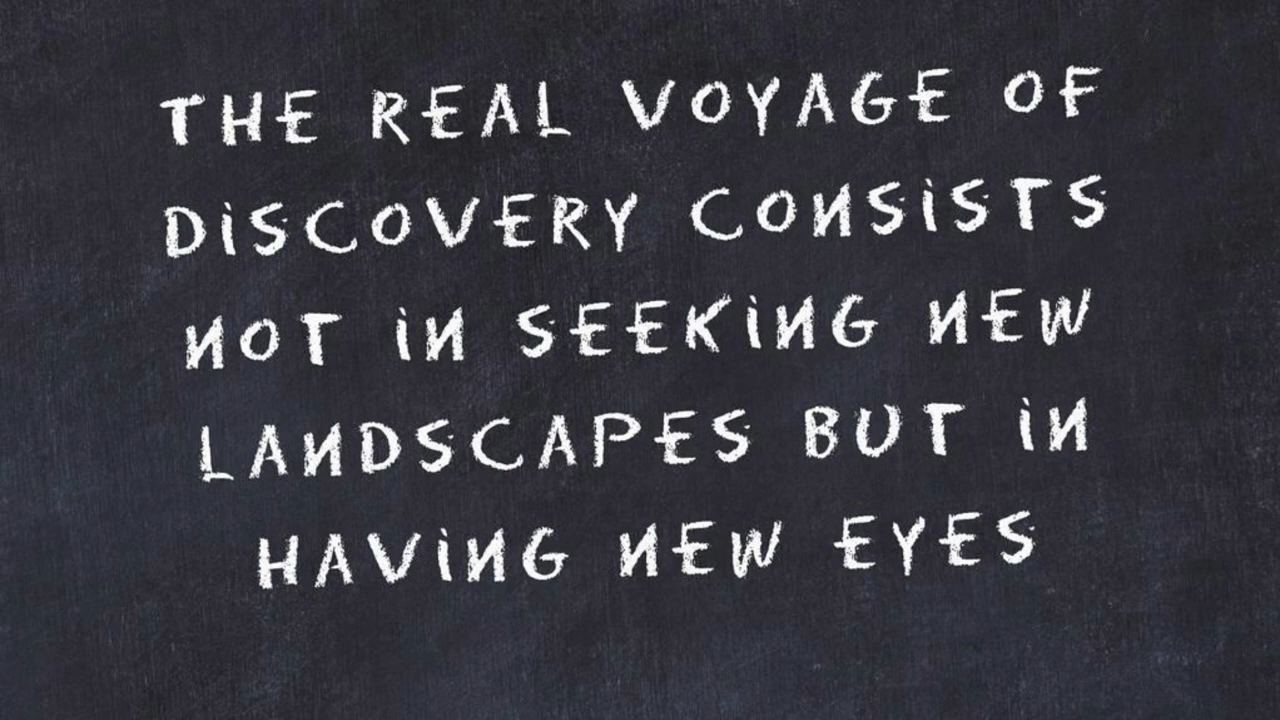 THE REAL VOYAGE OF
DISCOVERY CONSISTS
NOT IN SEEKING NEW
LANDSCAPES BUT IN
HAVING NEW EYES